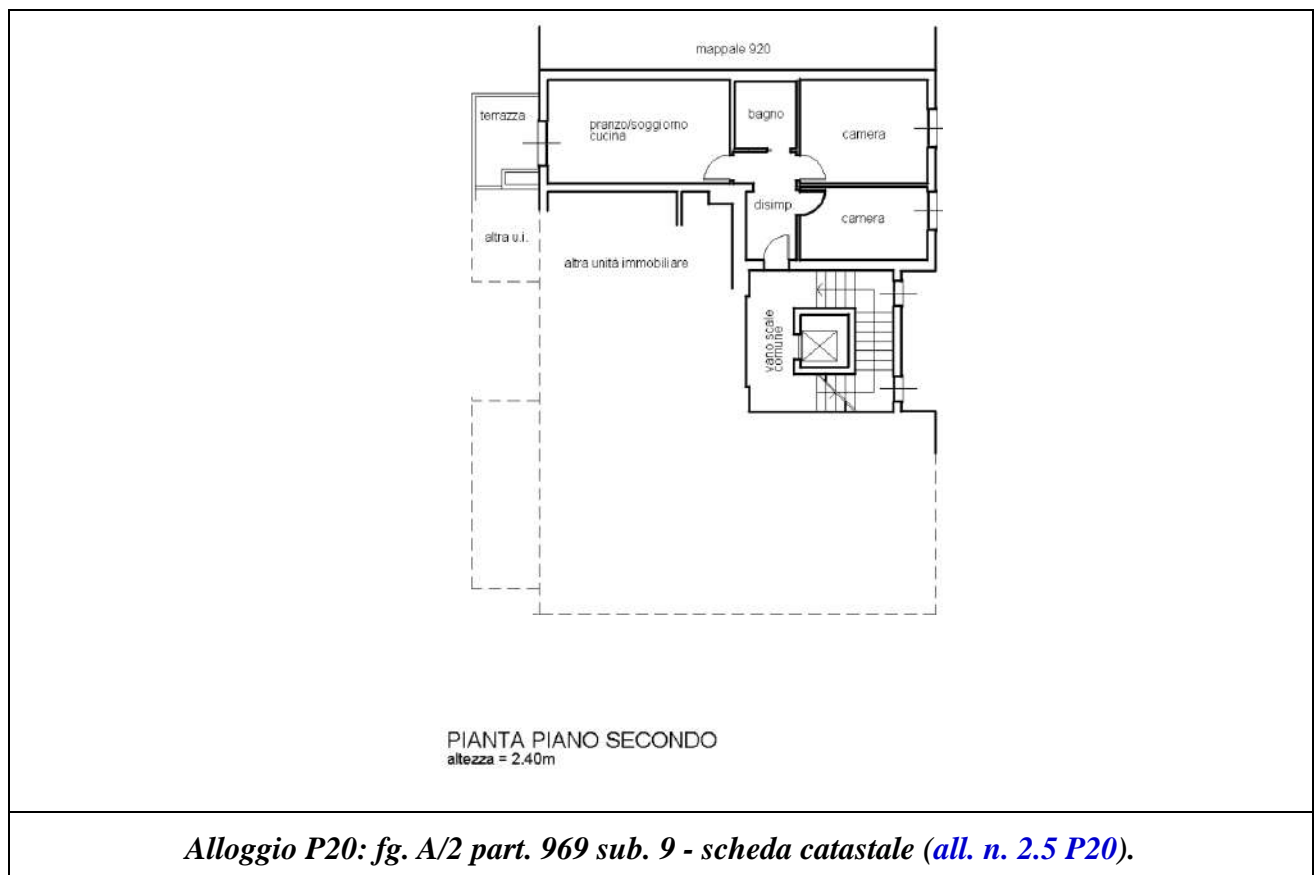 mappale 920
terrazza
pranzo/soggiorno
cucina
bagno
camera
disimp.
camera
altra u.i.
altra unità immobiliare
vano scale
comune
PIANTA PIANO SECONDO
altezza = 2.40m
Alloggio P20: fg. A/2 part. 969 sub. 9 - scheda catastale (all. n. 2.5 P20).